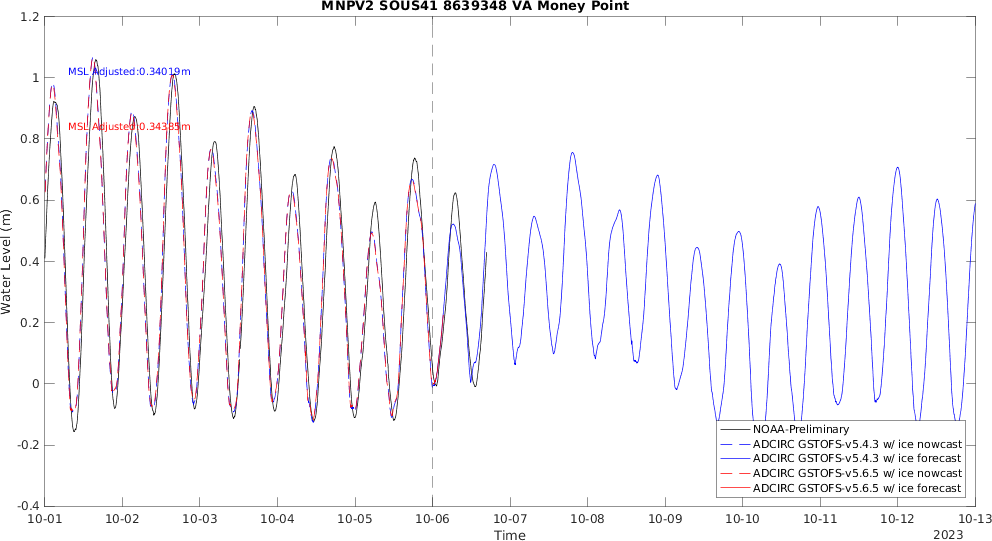 MNPV2 SOUS41 8639348 VA Money Point
1.2
1
0.8
0.6
0.4
0.2
0
-0.2
-0.4
Water Level (m)
MSL Adjusted:0.34019m
MSL Adjusted:0.34385m
NOAA-Preliminary
ADCIRC GSTOFS-v5.4.3 w/ ice nowcast
ADCIRC GSTOFS-v5.4.3 w/ ice forecast
ADCIRC GSTOFS-v5.6.5 w/ ice nowcast
ADCIRC GSTOFS-v5.6.5 w/ ice forecast
10-01 10-02 10-03 10-04 10-05 10-06 10-07 10-08 10-09 10-10 10-11 10-12 10-13
Time
2023